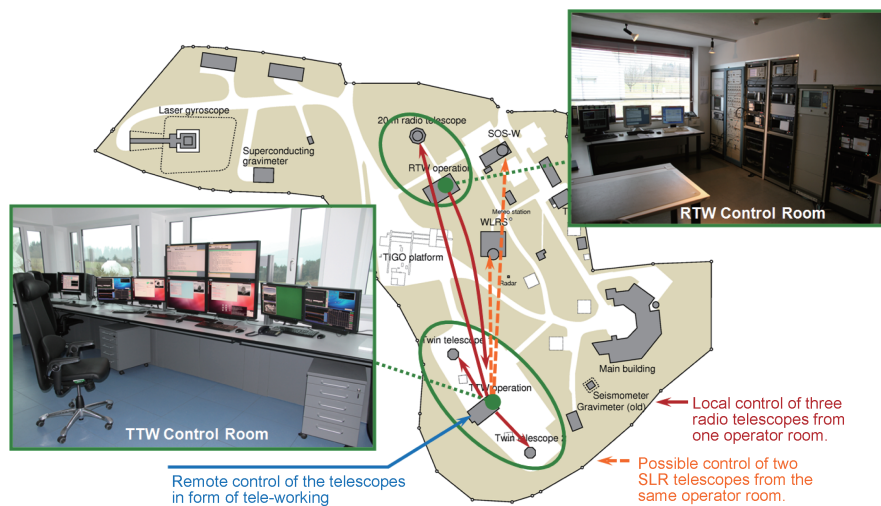 Laser gyroscope
20 m radio telescope
SOS-W
Superconducting
gravimeter
RTW operation
RTW Control Room
Meteo station
WLRS
T
TIGO platform
Radar
Twin telescope
Main building
TTW operation
Seismometer
Gravimeter (old)
Twin telescope 2
TTW Control Room
Local control of three
radio telescopes from
one operator room.
Possible control of two
SLR telescopes from the
same operator room.
Remote control of the telescopes
in form of tele-working